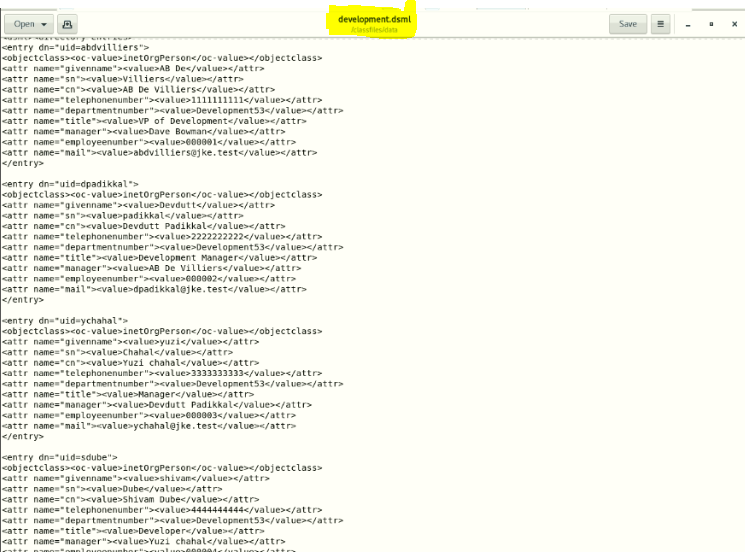 Open
development.dsml
/classfiles/data
Save
<dsml><directory-entries>
<entry dn="uid=abdvilliers">
<objectclass><oc-value>inetOrgPerson</oc-value></objectclass>
<attr name="givenname"><value>AB De</value></attr>
<attr name="sn"><value>Villiers</value></attr>
<attr name="cn"><value>AB De Villiers</value></attr>
<attr name="telephonenumber"><value>1111111111</value></attr>
<attr name="departmentnumber"><value>Development53</value></attr>
<attr name="title"><value>VP of Development</value></attr>
<attr name="manager"><value>Dave Bowman</value></attr>
<attr name="employeenumber"><value>000001</value></attr>
<attr name="mail"><value>abdvilliers@jke.test</value></attr>
</entry>
<entry dn="uid=dpadikkal">
<objectclass><oc-value>inetOrgPerson</oc-value></objectclass>
<attr name="givenname"><value>Devdutt</value></attr>
<attr name="sn"><value>padikkal</value></attr>
<attr name="cn"><value>Devdutt Padikkal</value></attr>
<attr name="telephonenumber"><value>2222222222</value></attr>
<attr name="departmentnumber"><value>Development53</value></attr>
<attr name="title"><value>Development Manager</value></attr>
<attr name="manager"><value>AB De Villiers</value></attr>
<attr name="employeenumber"><value>000002</value></attr>
<attr name="mail"><value>dpadikkal@jke.test</value></attr>
</entry>
<entry dn="uid=ychahal">
<objectclass><oc-value>inetOrgPerson</oc-value></objectclass>
<attr name="givenname"><value>yuzi</value></attr>
<attr name="sn"><value>Chahal</value></attr>
<attr name="cn"><value>Yuzi chahal</value></attr>
<attr name="telephonenumber"><value>3333333333</value></attr>
<attr name="departmentnumber"><value>Development53</value></attr>
<attr name="title"><value>Manager</value></attr>
<attr name="manager"><value>Devdutt Padikkal</value></attr>
<attr name="employeenumber"><value>000003</value></attr>
<attr name="mail"><value>ychahal@jke.test</value></attr>
</entry>
<entry dn="uid=sdube">
<objectclass><oc-value>inetOrgPerson</oc-value></objectclass>
<attr name="givenname"><value>shivam</value></attr>
<attr name="sn"><value>Dube</value></attr>
<attr name="cn"><value>Shivam Dube</value></attr>
<attr name="telephonenumber"><value>4444444444</value></attr>
<attr name="departmentnumber"><value>Development53</value></attr>
<attr name="title"><value>Developer</value></attr>
<attr name="manager"><value>Yuzi chahal</value></attr>
<attr name="employeenumber"><value>000004</value></attr>